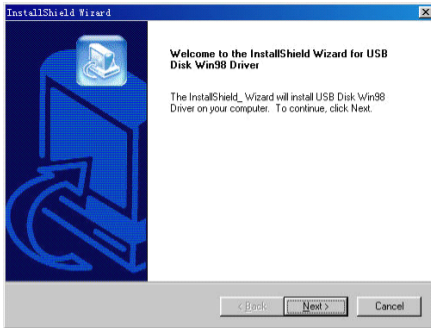 InstallShield Wizard
Welcome to the InstallShield Wizard for USB
Disk Win98 Driver
The InstallShield_ Wizard will install USB Disk Win98
Driver on your computer. To continue, click Next.
< Back
Next >
Cancel